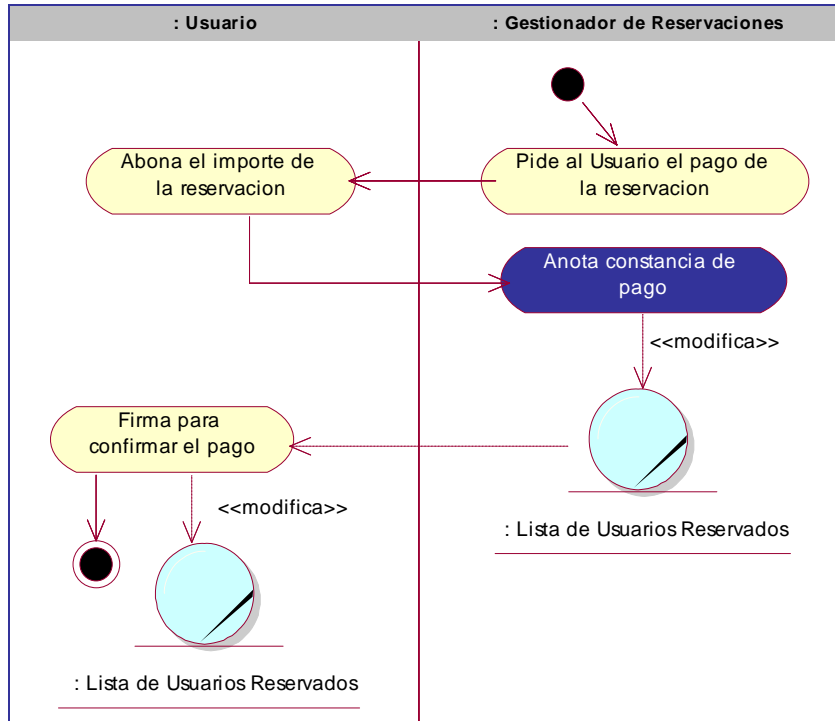 : Usuario
: Gestionador de Reservaciones
Abona el importe de
la reservacion
Pide al Usuario el pago de
la reservacion
Anota constancia de
pago
<<modifica>>
Firma para
confirmar el pago
<<modifica>>
: Lista de Usuarios Reservados
: Lista de Usuarios Reservados